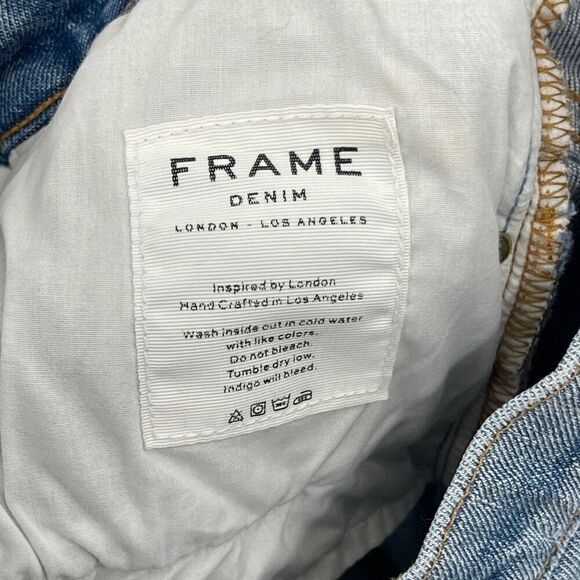 FRAME
DENIM
LONDON - LOS ANGELES
Inspired by London
Hand Crafted in Los Angeles
Wash inside out in cold water
with like colors.
Do not bleach.
Tumble dry low.
Indigo will bleed.